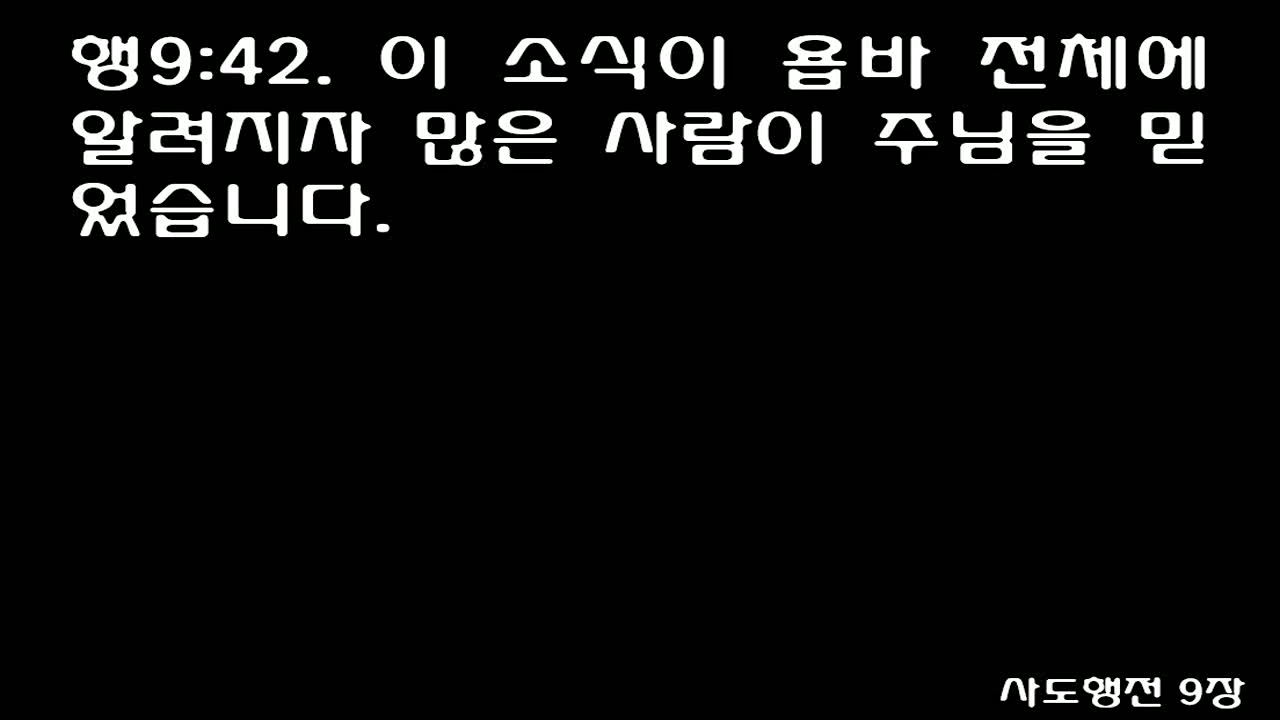 행9:42. 이 소식이 욥바 전체에
알려지자 많은 사람이 주님을 믿
었습니다.
사도행전 9장